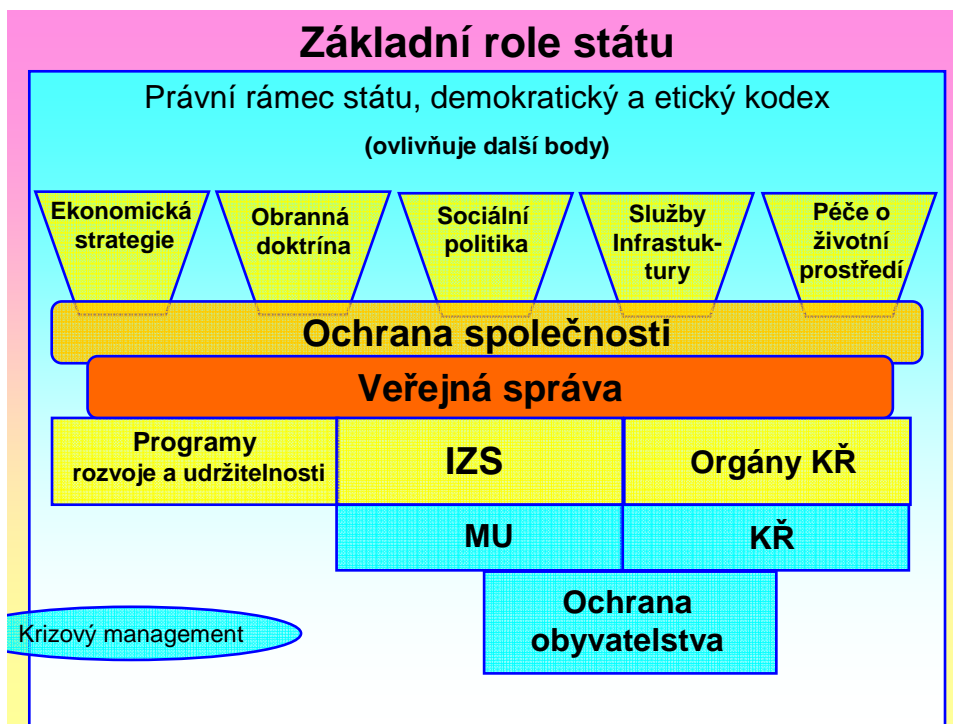 Základní role státu
Právní rámec státu, demokratický a etický kodex
(ovlivňuje další body)
Ekonomická
strategie
Obranná
doktrína
Sociální
politika
Služby
Infrastuk-
tury
Péče o
životní
prostředí
Ochrana společnosti
Veřejná správa
Programy
rozvoje a udržitelnosti
IZS
Orgány KŘ
MU
KŘ
Ochrana
obyvatelstva
Krizový management